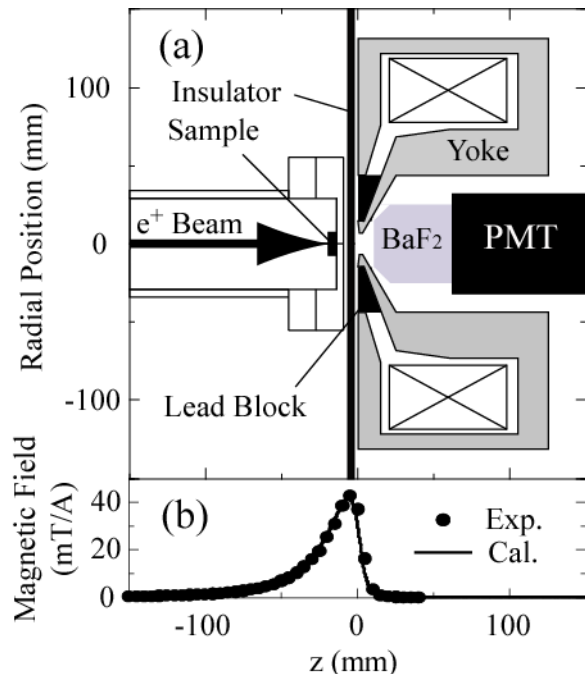 (a)
Insulator
Sample
Yoke
e⁺ Beam
BaF₂
PMT
Lead Block
Radial Position (mm)
100
0
-100
(b)
Exp.
Cal.
Magnetic Field
(mT/A)
40
20
0
-100
0
100
z (mm)